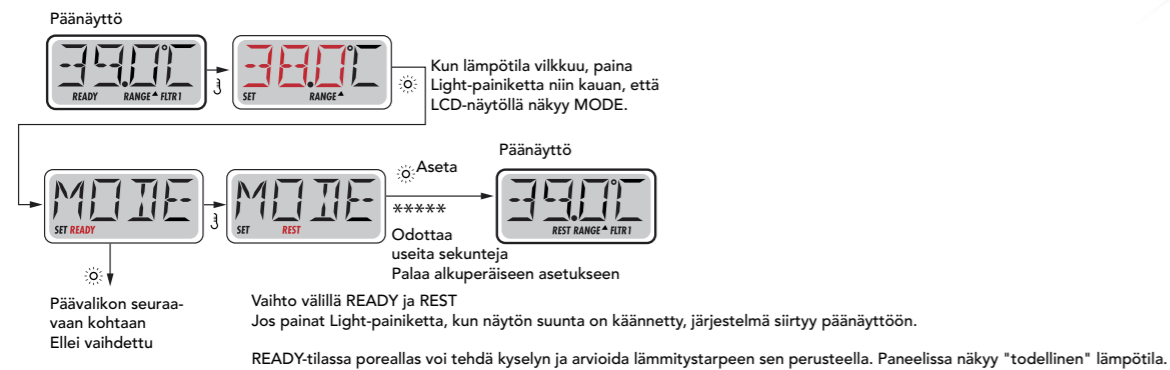 Päänäyttö
39.0°C
READY RANGE FLTR1
38.0°C
SET RANGE
Kun lämpötila vilkkuu, paina
Light-painiketta niin kauan, että
LCD-näytöllä näkyy MODE.
MODE
SET READY
MODE
SET REST
Aseta
*****
Odottaa
useita sekunteja
Palaa alkuperäiseen asetukseen
Päänäyttö
39.0°C
REST RANGE FLTR1
Päävalikon seuraa-
vaan kohtaan
Ellei vaihdettu
Vaihto välillä READY ja REST
Jos painat Light-painiketta, kun näytön suunta on käännetty, järjestelmä siirtyy päänäyttöön.
READY-tilassa poreallas voi tehdä kyselyn ja arvioida lämmitystarpeen sen perusteella. Paneelissa näkyy "todellinen" lämpötila.